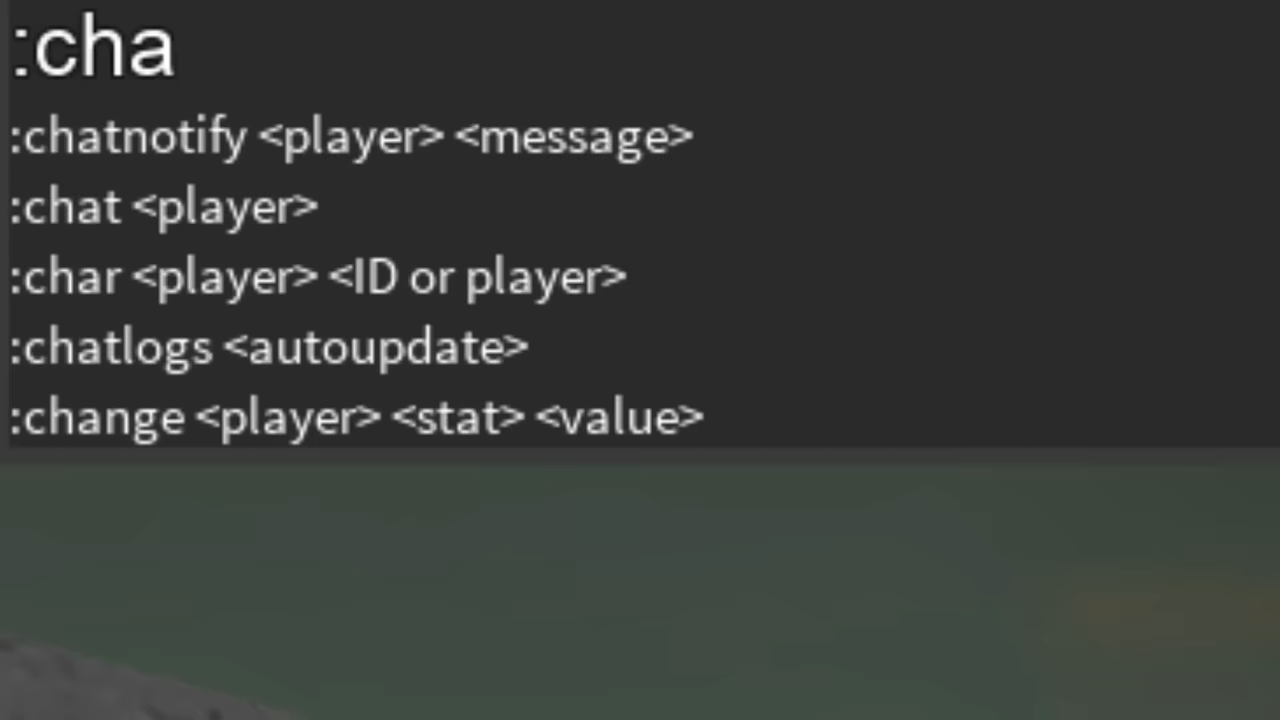 :cha
:chatnotify <player> <message>
:chat <player>
:char <player> <ID or player>
:chatlogs <autoupdate>
:change <player> <stat> <value>